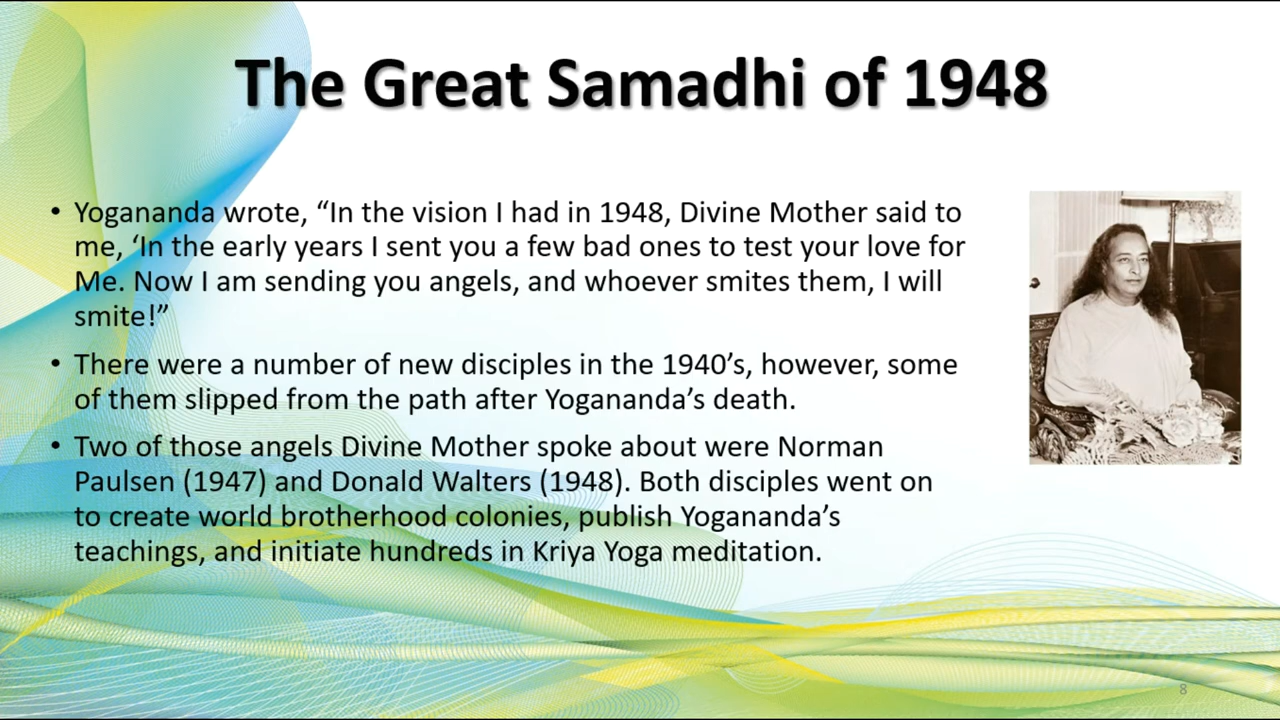 The Great Samadhi of 1948
• Yogananda wrote, “In the vision I had in 1948, Divine Mother said to
me, ‘In the early years I sent you a few bad ones to test your love for
Me. Now I am sending you angels, and whoever smites them, I will
smite!”
• There were a number of new disciples in the 1940’s, however, some
of them slipped from the path after Yogananda’s death.
• Two of those angels Divine Mother spoke about were Norman
Paulsen (1947) and Donald Walters (1948). Both disciples went on
to create world brotherhood colonies, publish Yogananda’s
teachings, and initiate hundreds in Kriya Yoga meditation.
8